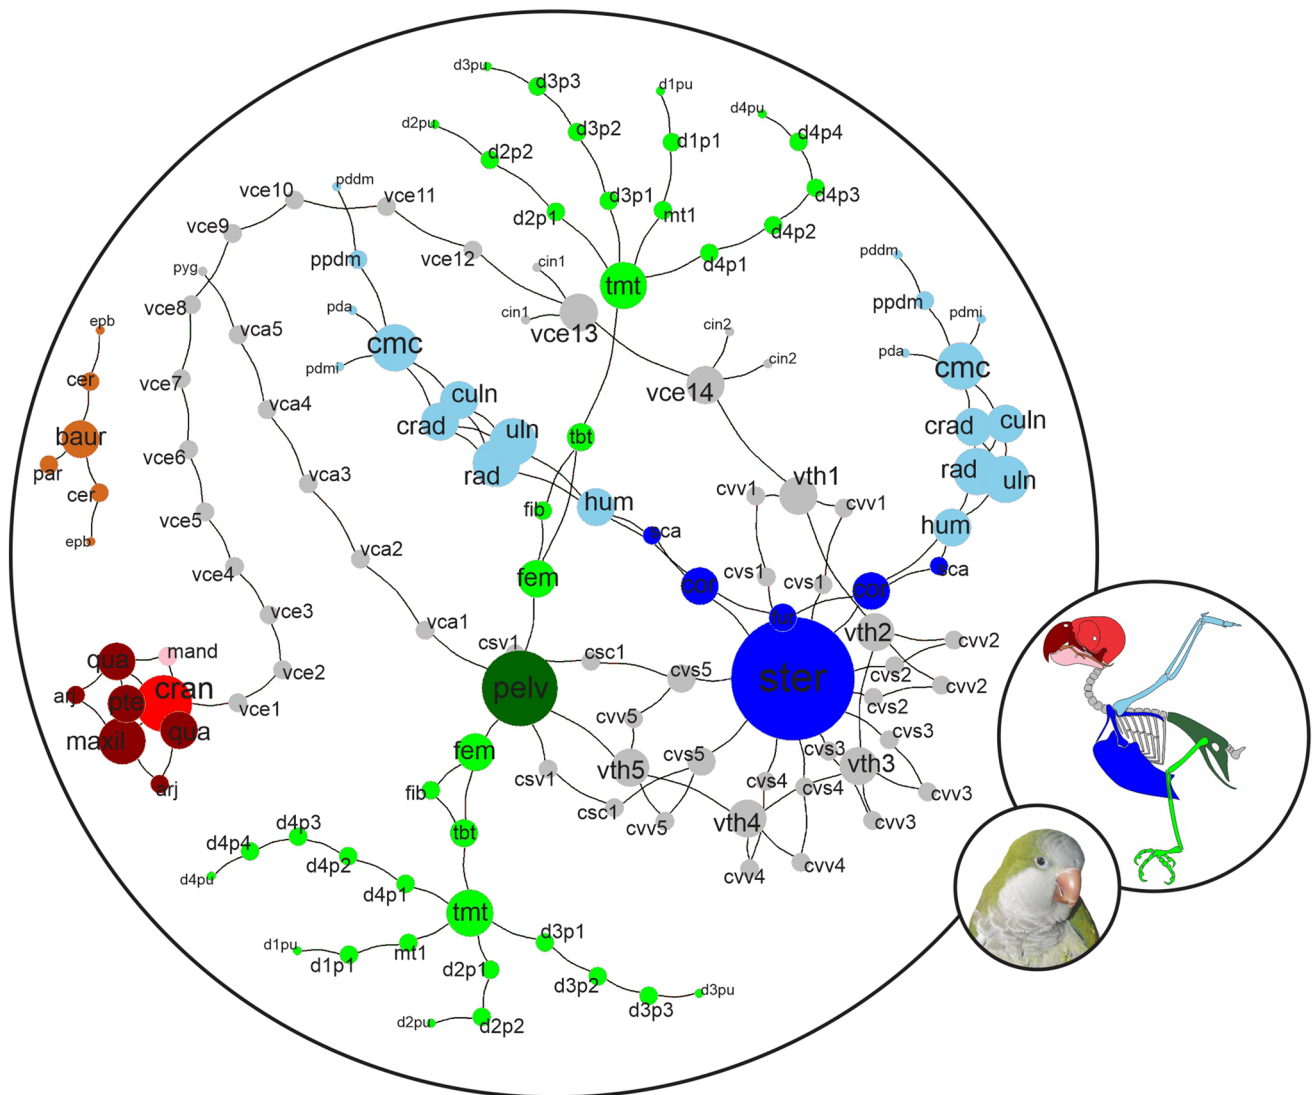 d3pu
d3p3
d1pu
d4pu
d2pu
d3p2
d1p1
d4p4
d2p2
pddm
vce11
vce10
d3p1
d4p3
vce9
d2p1
mt1
d4p2
ppdm
vce12
cin1
d4p1
pddm
pyg
tmt
ppdm
vce8
pda
cin1
vce13
pdmi
epb
vca5
cmc
cin2
pda
cmc
pdmi
cin2
cer
vce7
vce14
culn
vca4
crad
uln
tbt
crad
culn
baur
vce6
par
rad
vca3
vth1
rad
uln
cer
cvv1
cvv1
hum
fib
vce5
hum
epb
sca
vca2
vce4
fem
cvs1
cvs1
sca
cor
cor
vce3
fur
vca1
vth2
csv1
cvv2
mand
qua
csc1
vce2
cvs5
cvs2
ster
cvv2
cran
pelv
arj
pte
vce1
cvs2
cvv5
qua
cvs3
maxil
fem
cvs3
cvs5
vth5
vth3
csv1
cvs4
cvs4
arj
fib
cvv3
csc1
cvv5
vth4
cvv3
d4p3
tbt
d4p4
d4p2
cvv4
cvv4
d4pu
d4p1
tmt
d3p1
d1pu
mt1
d1p1
d2p1
d3p2
d3pu
d3p3
d2pu
d2p2